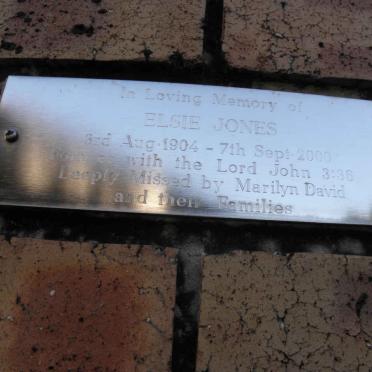 In Loving Memory of
ELSIE JONES
3rd Aug 1904 - 7th Sept 2000
with the Lord John 3:36
Deeply Missed by Marilyn David
and their Families